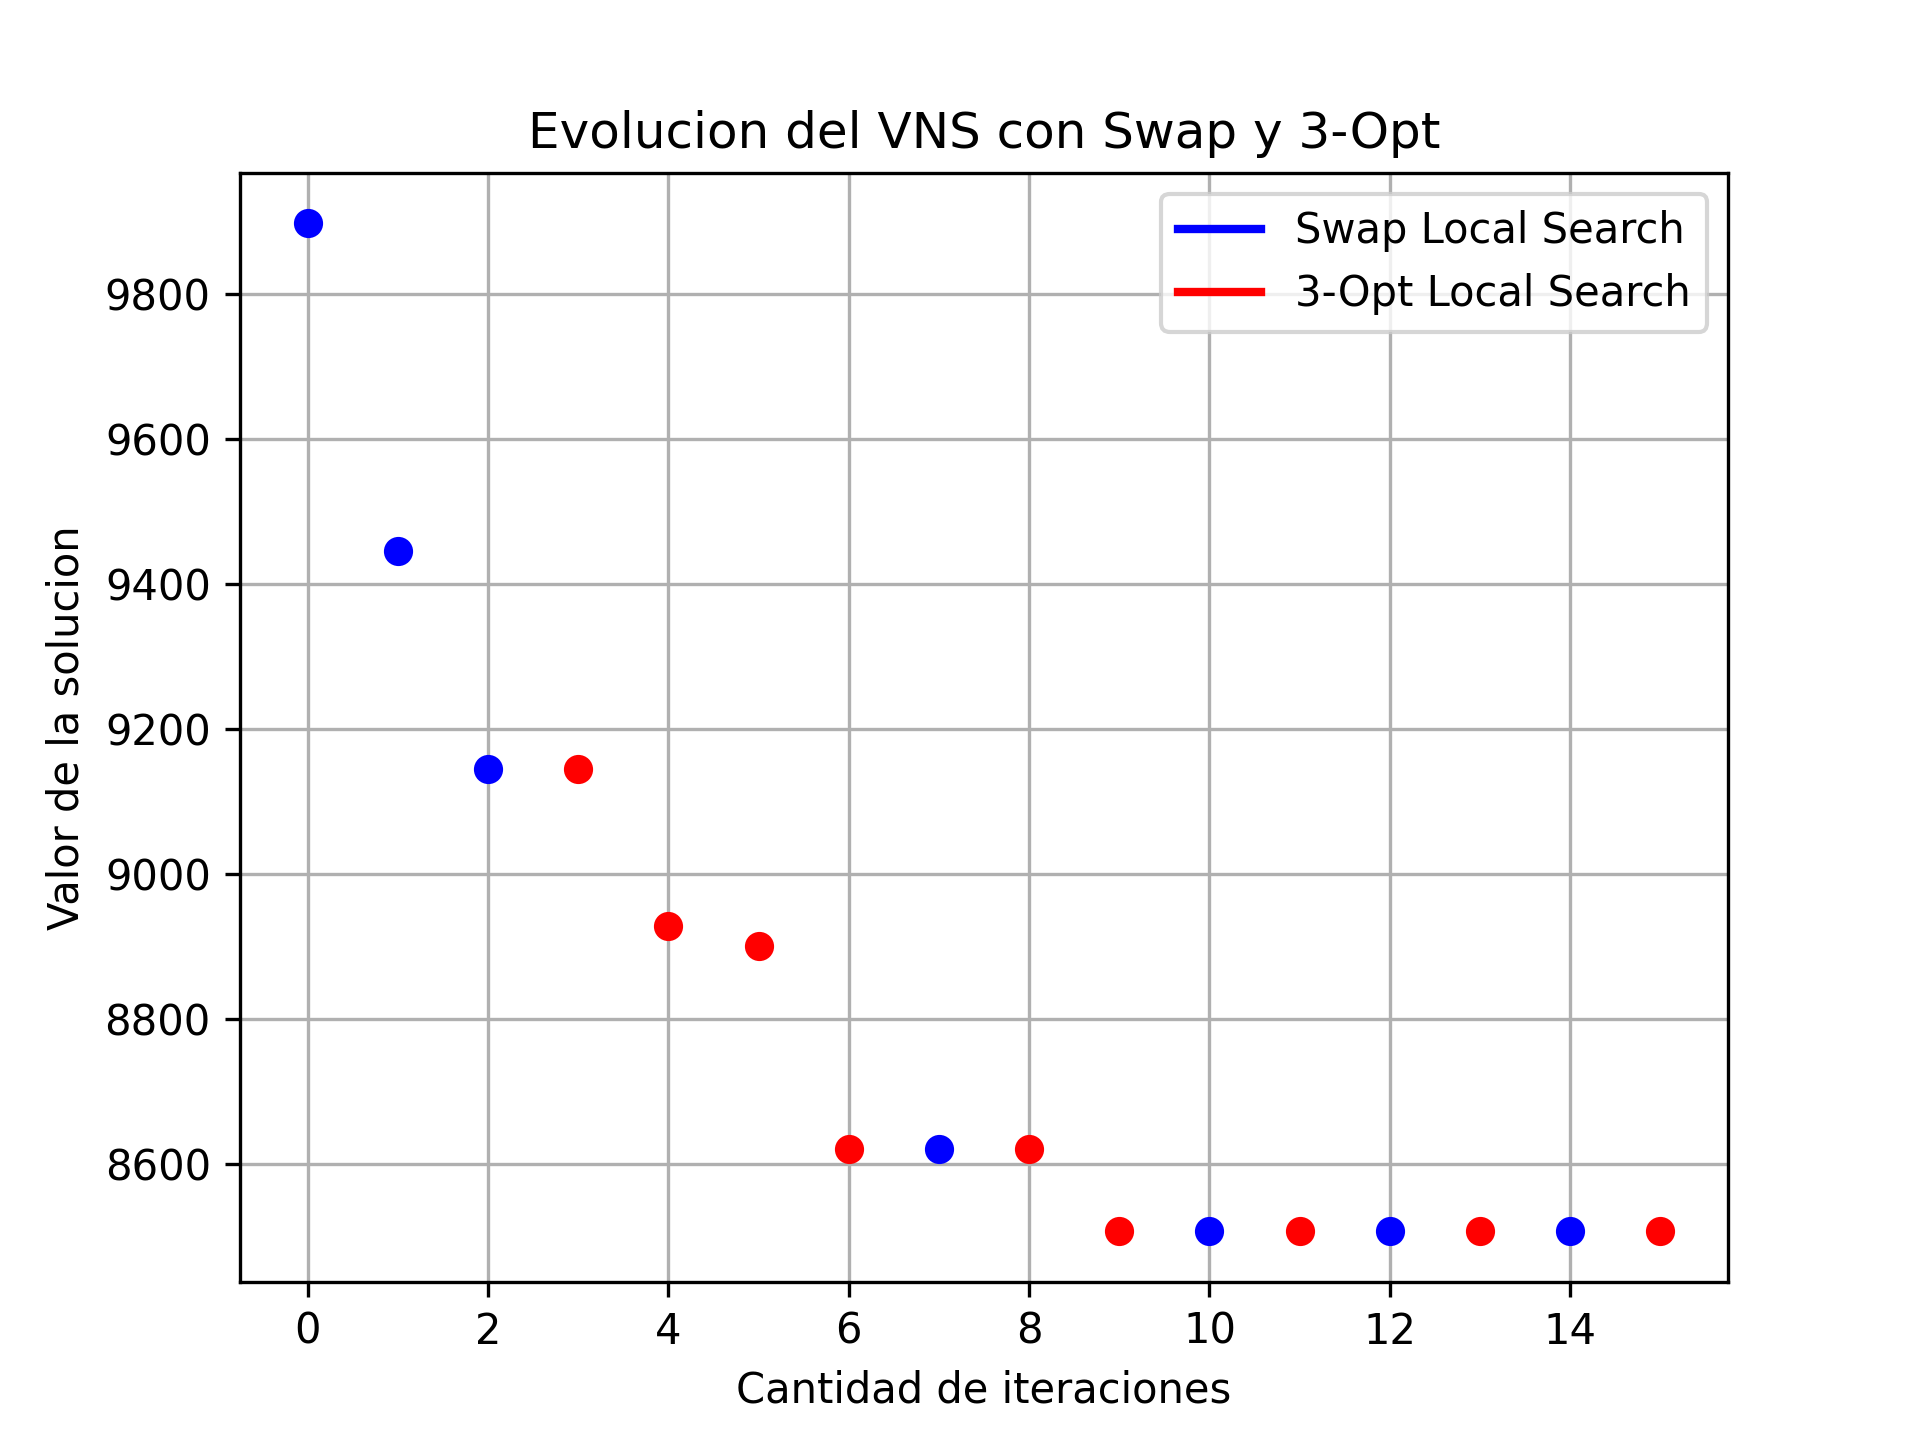 Evolucion del VNS con Swap y 3-Opt
Swap Local Search
3-Opt Local Search
Valor de la solucion
9800
9600
9400
9200
9000
8800
8600
0 2 4 6 8 10 12 14
Cantidad de iteraciones